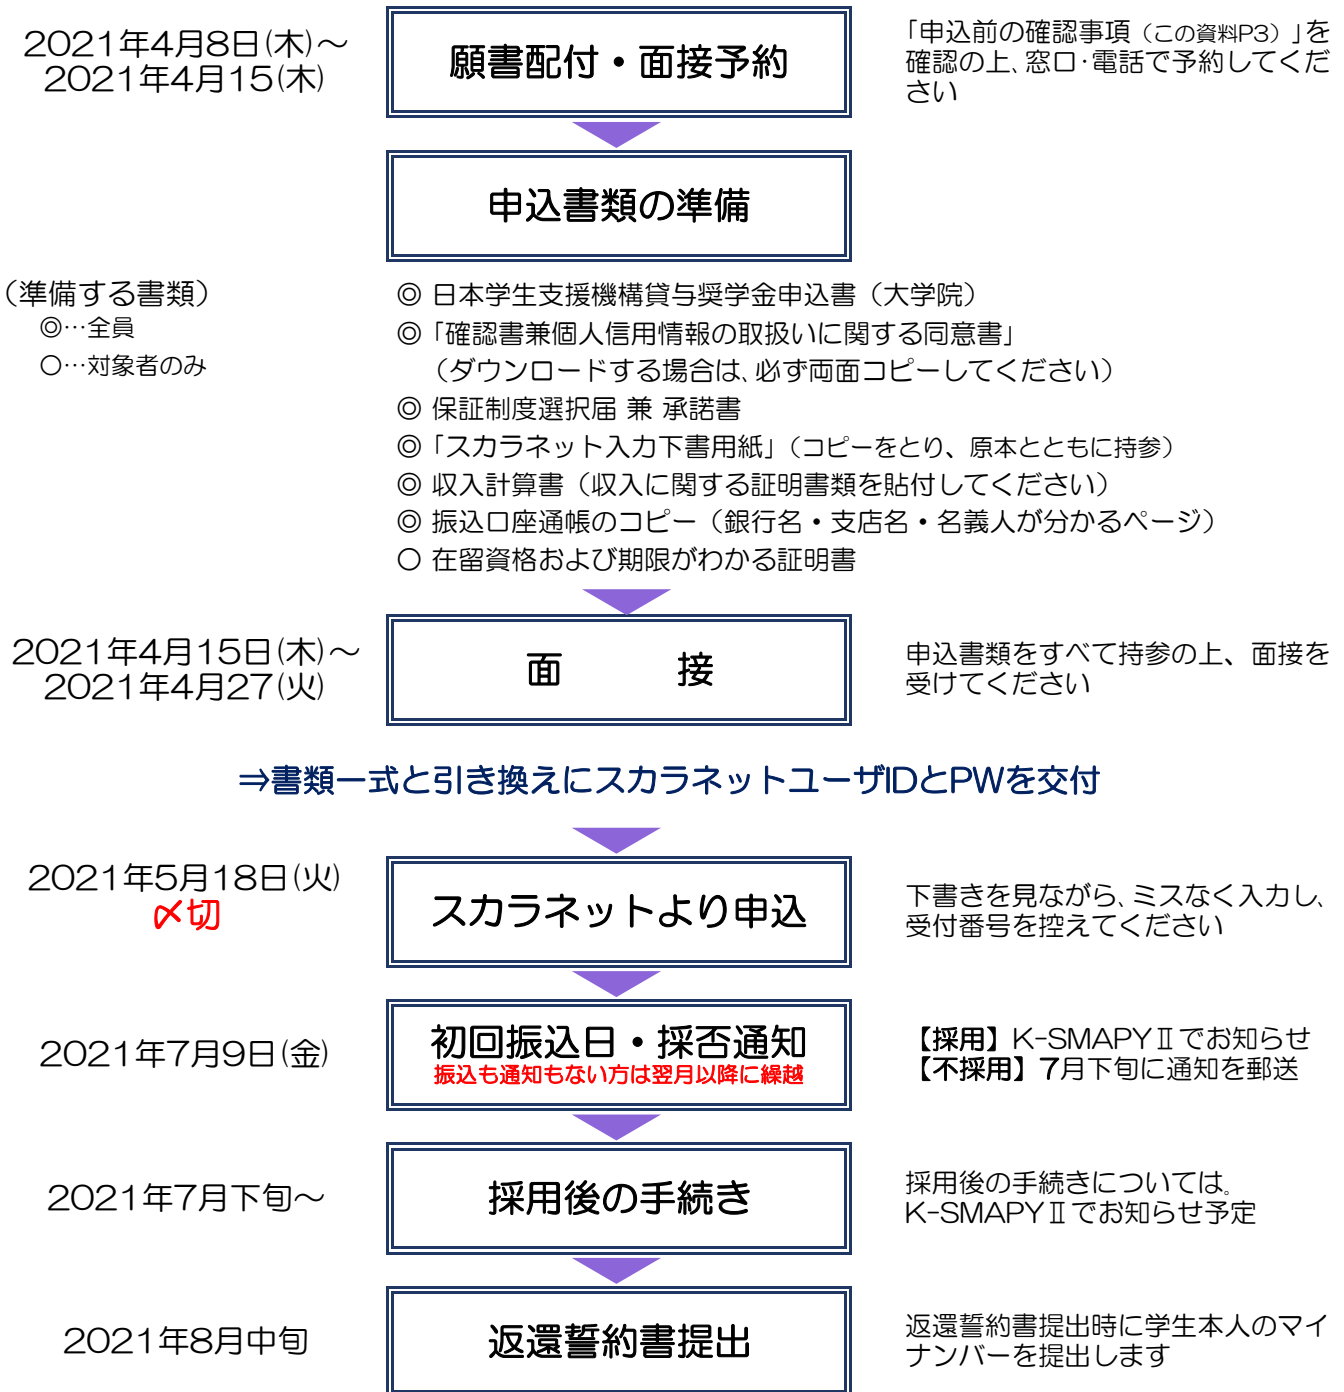 2021年4月8日(木)～
2021年4月15(木)
願書配付・面接予約
「申込前の確認事項（この資料P3）」を
確認の上、窓口・電話で予約してくだ
さい
申込書類の準備
（準備する書類）
◎…全員
〇…対象者のみ
◎ 日本学生支援機構貸与奨学金申込書（大学院）
◎「確認書兼個人信用情報の取扱いに関する同意書」
（ダウンロードする場合は、必ず両面コピーしてください）
◎ 保証制度選択届 兼 承諾書
◎「スカラネット入力下書用紙」（コピーをとり、原本とともに持参）
◎ 収入計算書（収入に関する証明書類を貼付してください）
◎ 振込口座通帳のコピー（銀行名・支店名・名義人が分かるページ）
〇 在留資格および期限がわかる証明書
2021年4月15日(木)～
2021年4月27(火)
面　　接
申込書類をすべて持参の上、面接を
受けてください
⇒書類一式と引き換えにスカラネットユーザIDとPWを交付
2021年5月18日(火)
〆切
スカラネットより申込
下書きを見ながら、ミスなく入力し、
受付番号を控えてください
2021年7月9日(金)
初回振込日・採否通知
振込も通知もない方は翌月以降に繰越
【採用】K-SMAPYⅡでお知らせ
【不採用】7月下旬に通知を郵送
2021年7月下旬～
採用後の手続き
採用後の手続きについては。
K-SMAPYⅡでお知らせ予定
2021年8月中旬
返還誓約書提出
返還誓約書提出時に学生本人のマイ
ナンバーを提出します